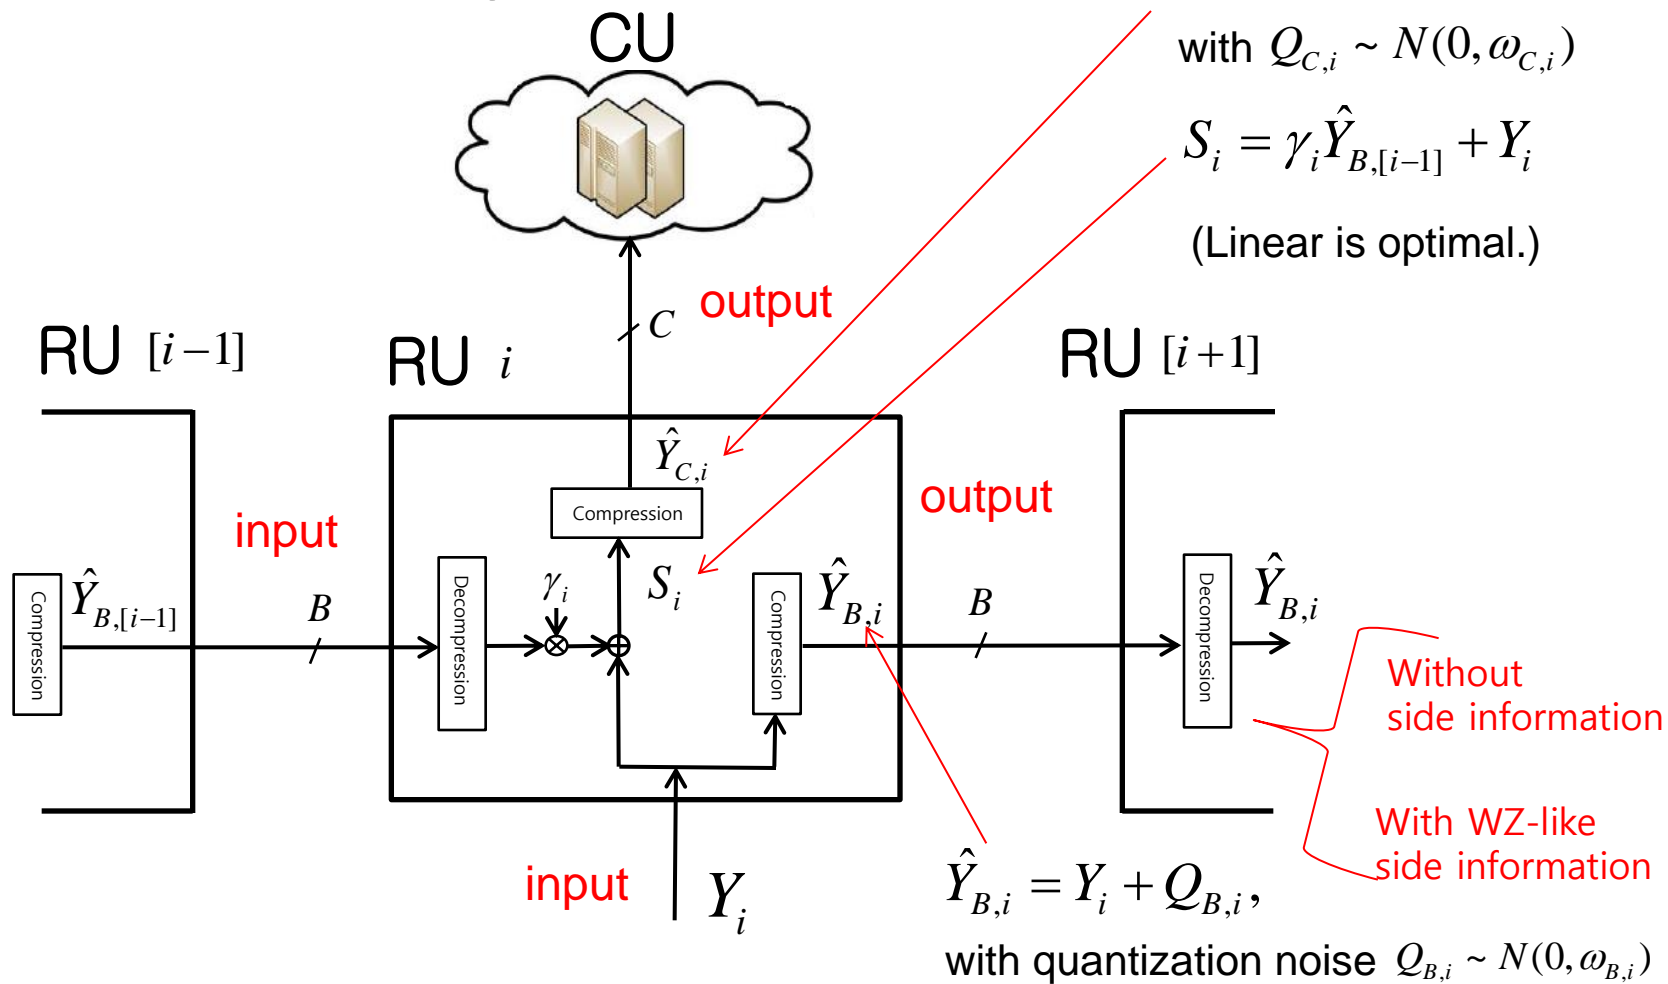 CU
with Q_{C,i} ~ N(0, ω_{C,i})
S_i = γ_i Ŷ_{B,[i−1]} + Y_i
(Linear is optimal.)
output
C
RU [i−1]
RU i
RU [i+1]
Ŷ_{C,i}
Compression
input
output
Compression
Ŷ_{B,[i−1]}
B
Decompression
γ_i
S_i
Compression
Ŷ_{B,i}
B
Decompression
Ŷ_{B,i}
Without
side information
With WZ-like
side information
input
Y_i
Ŷ_{B,i} = Y_i + Q_{B,i},
with quantization noise Q_{B,i} ~ N(0, ω_{B,i})